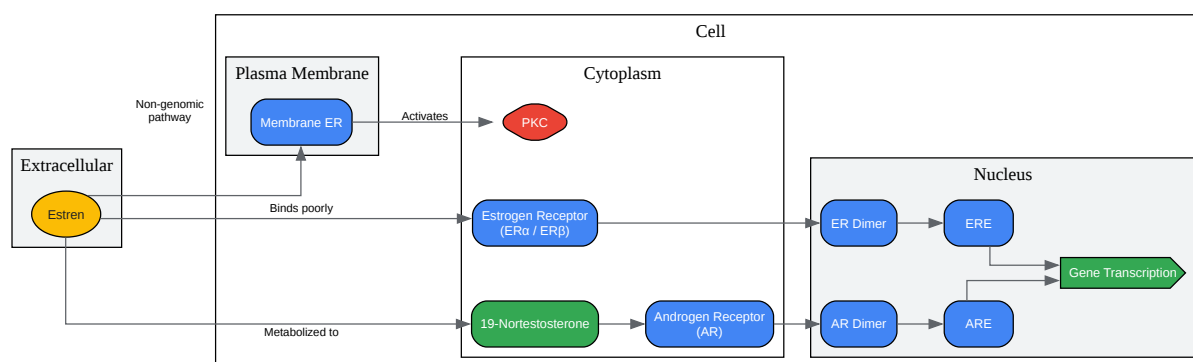 Cell
Plasma Membrane
Cytoplasm
Non-genomic
pathway
Membrane ER
Activates
PKC
Extracellular
Estren
Binds poorly
Estrogen Receptor
(ERα / ERβ)
Nucleus
ER Dimer
ERE
Gene Transcription
Metabolized to
19-Nortestosterone
Androgen Receptor
(AR)
AR Dimer
ARE